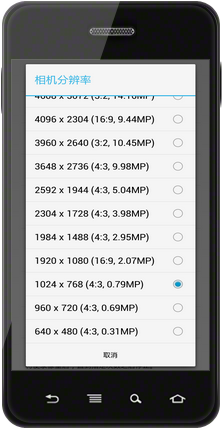 相机分辨率
4096 x 2304 (16:9, 9.44MP)
3960 x 2640 (3:2, 10.45MP)
3648 x 2736 (4:3, 9.98MP)
2592 x 1944 (4:3, 5.04MP)
2304 x 1728 (4:3, 3.98MP)
1984 x 1488 (4:3, 2.95MP)
1920 x 1080 (16:9, 2.07MP)
1024 x 768 (4:3, 0.79MP)
960 x 720 (4:3, 0.69MP)
640 x 480 (4:3, 0.31MP)
取消